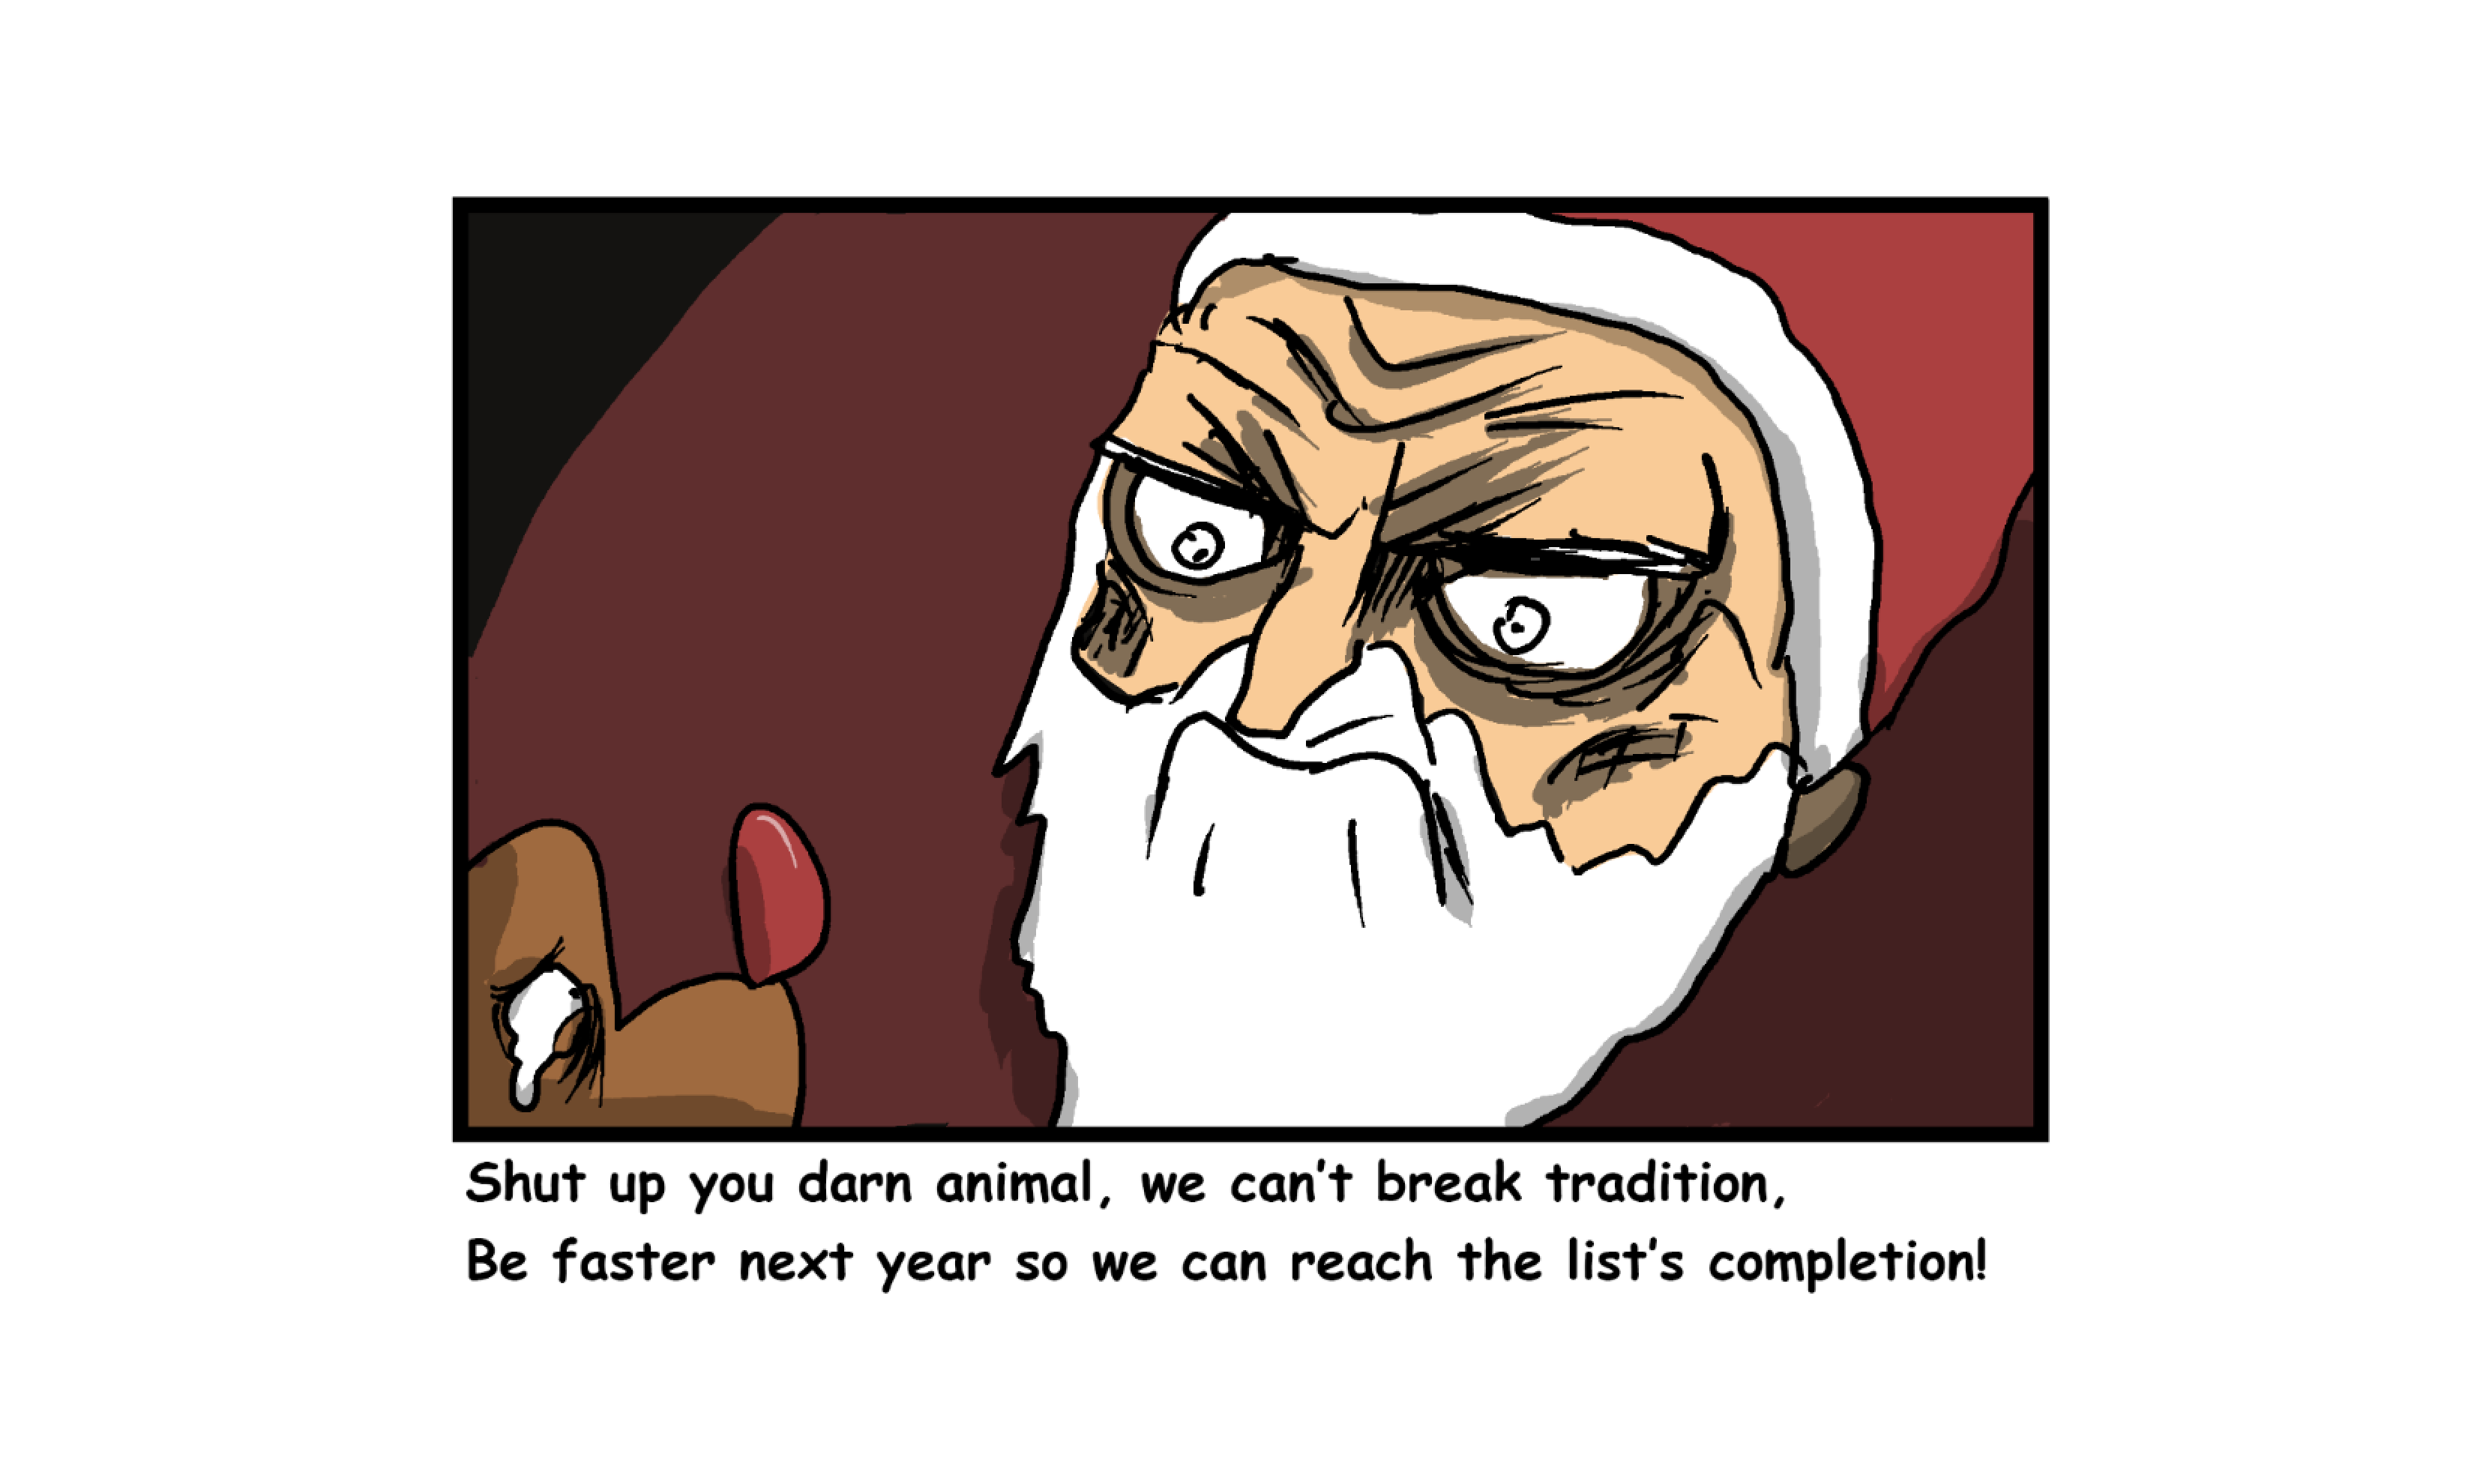 Shut up you darn animal, we can't break tradition,
Be faster next year so we can reach the list's completion!